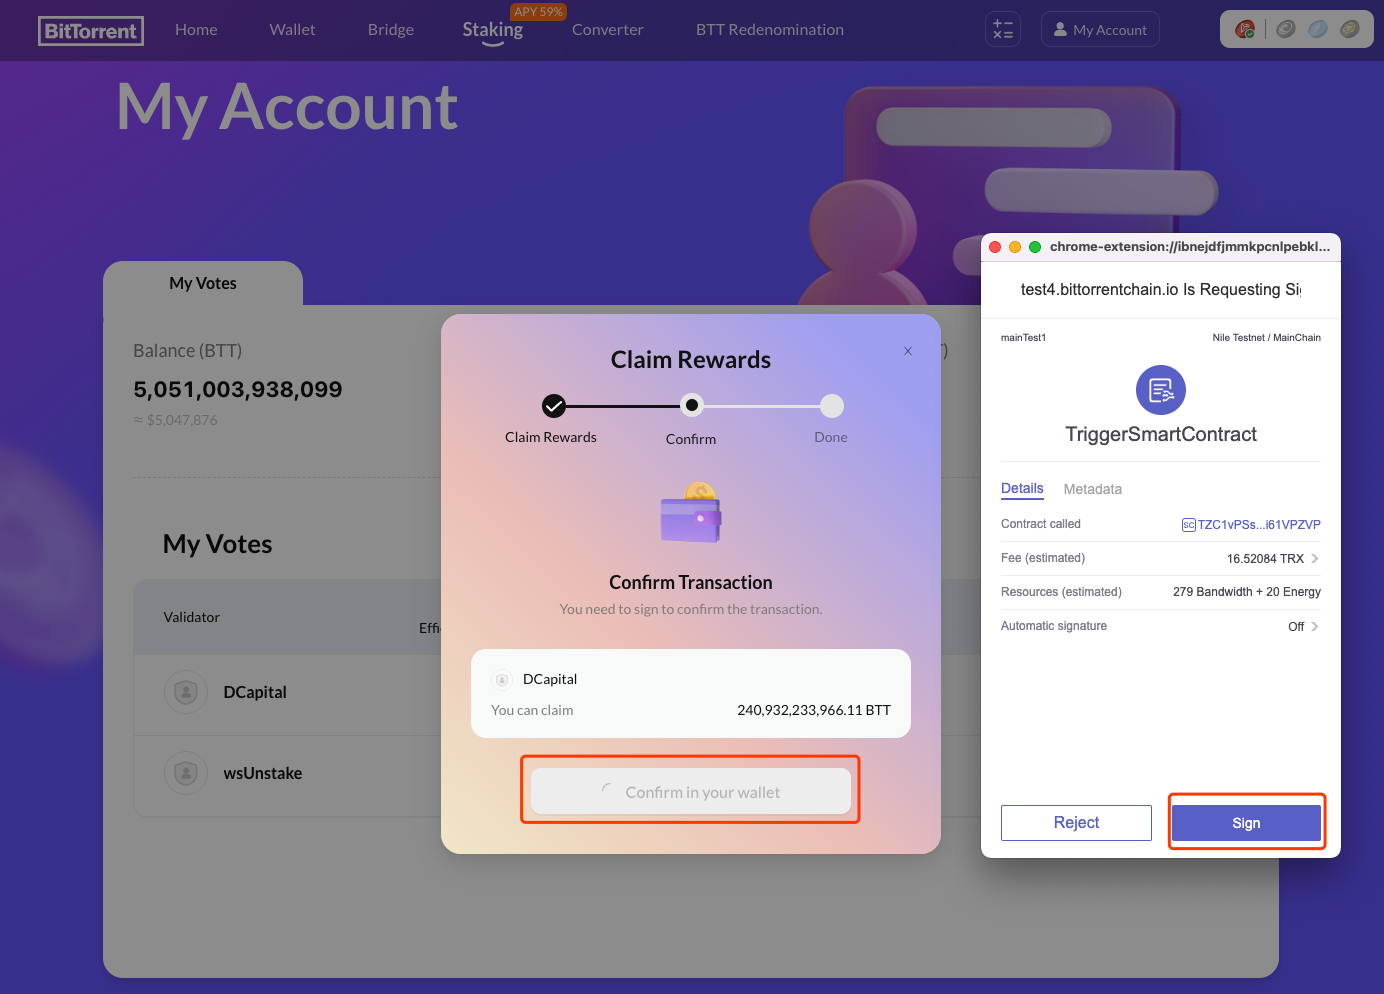 BitTorrent
Home
Wallet
Bridge
Staking
APY 59%
Converter
BTT Redenomination
My Account
My Account
My Votes
Balance (BTT)
5,051,003,938,099
≈ $5,047,876
My Votes
Validator
DCapital
wsUnstake
Claim Rewards
Claim Rewards
Confirm
Done
Confirm Transaction
You need to sign to confirm the transaction.
DCapital
You can claim
240,932,233,966.11 BTT
Confirm in your wallet
chrome-extension://ibnejdfjmmkpcnlpebkl...
test4.bittorrentchain.io Is Requesting Si
mainTest1
Nile Testnet / MainChain
TriggerSmartContract
Details
Metadata
Contract called
SC TZC1vPSs...i61VPZVP
Fee (estimated)
16.52084 TRX
Resources (estimated)
279 Bandwidth + 20 Energy
Automatic signature
Off
Reject
Sign